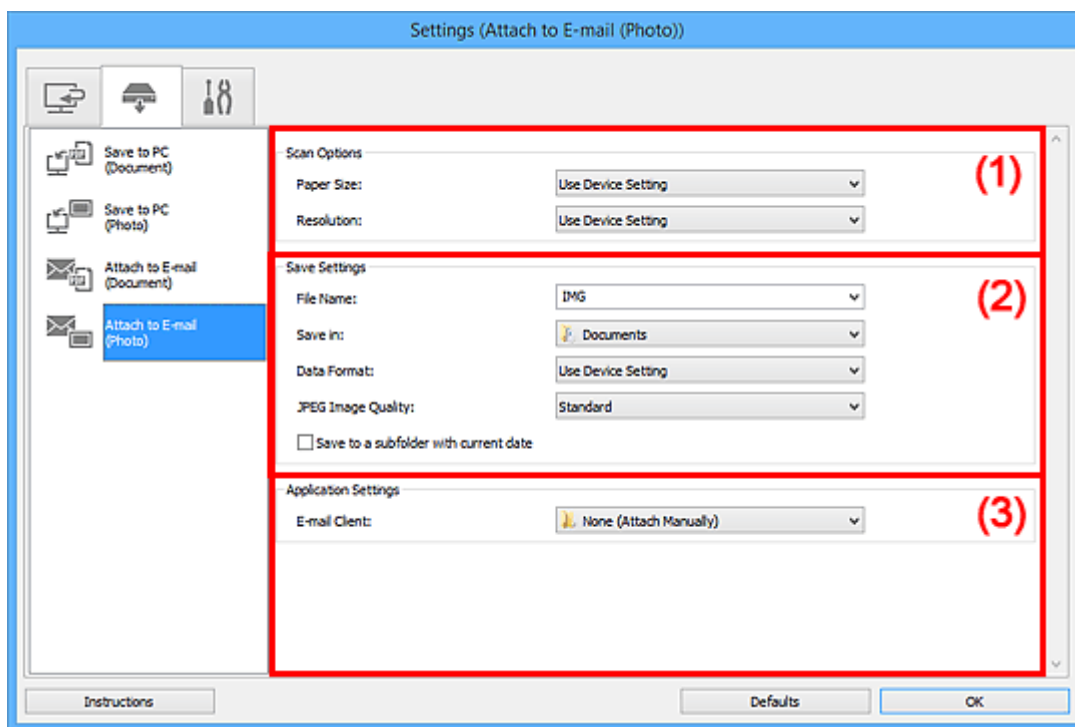 Settings (Attach to E-mail (Photo))
Save to PC
(Document)
Save to PC
(Photo)
Attach to E-mail
(Document)
Attach to E-mail
(Photo)
Scan Options
(1)
Paper Size:
Use Device Setting
Resolution:
Use Device Setting
Save Settings
(2)
File Name:
IMG
Save in:
Documents
Data Format:
Use Device Setting
JPEG Image Quality:
Standard
Save to a subfolder with current date
Application Settings
(3)
E-mail Client:
None (Attach Manually)
Instructions
Defaults
OK